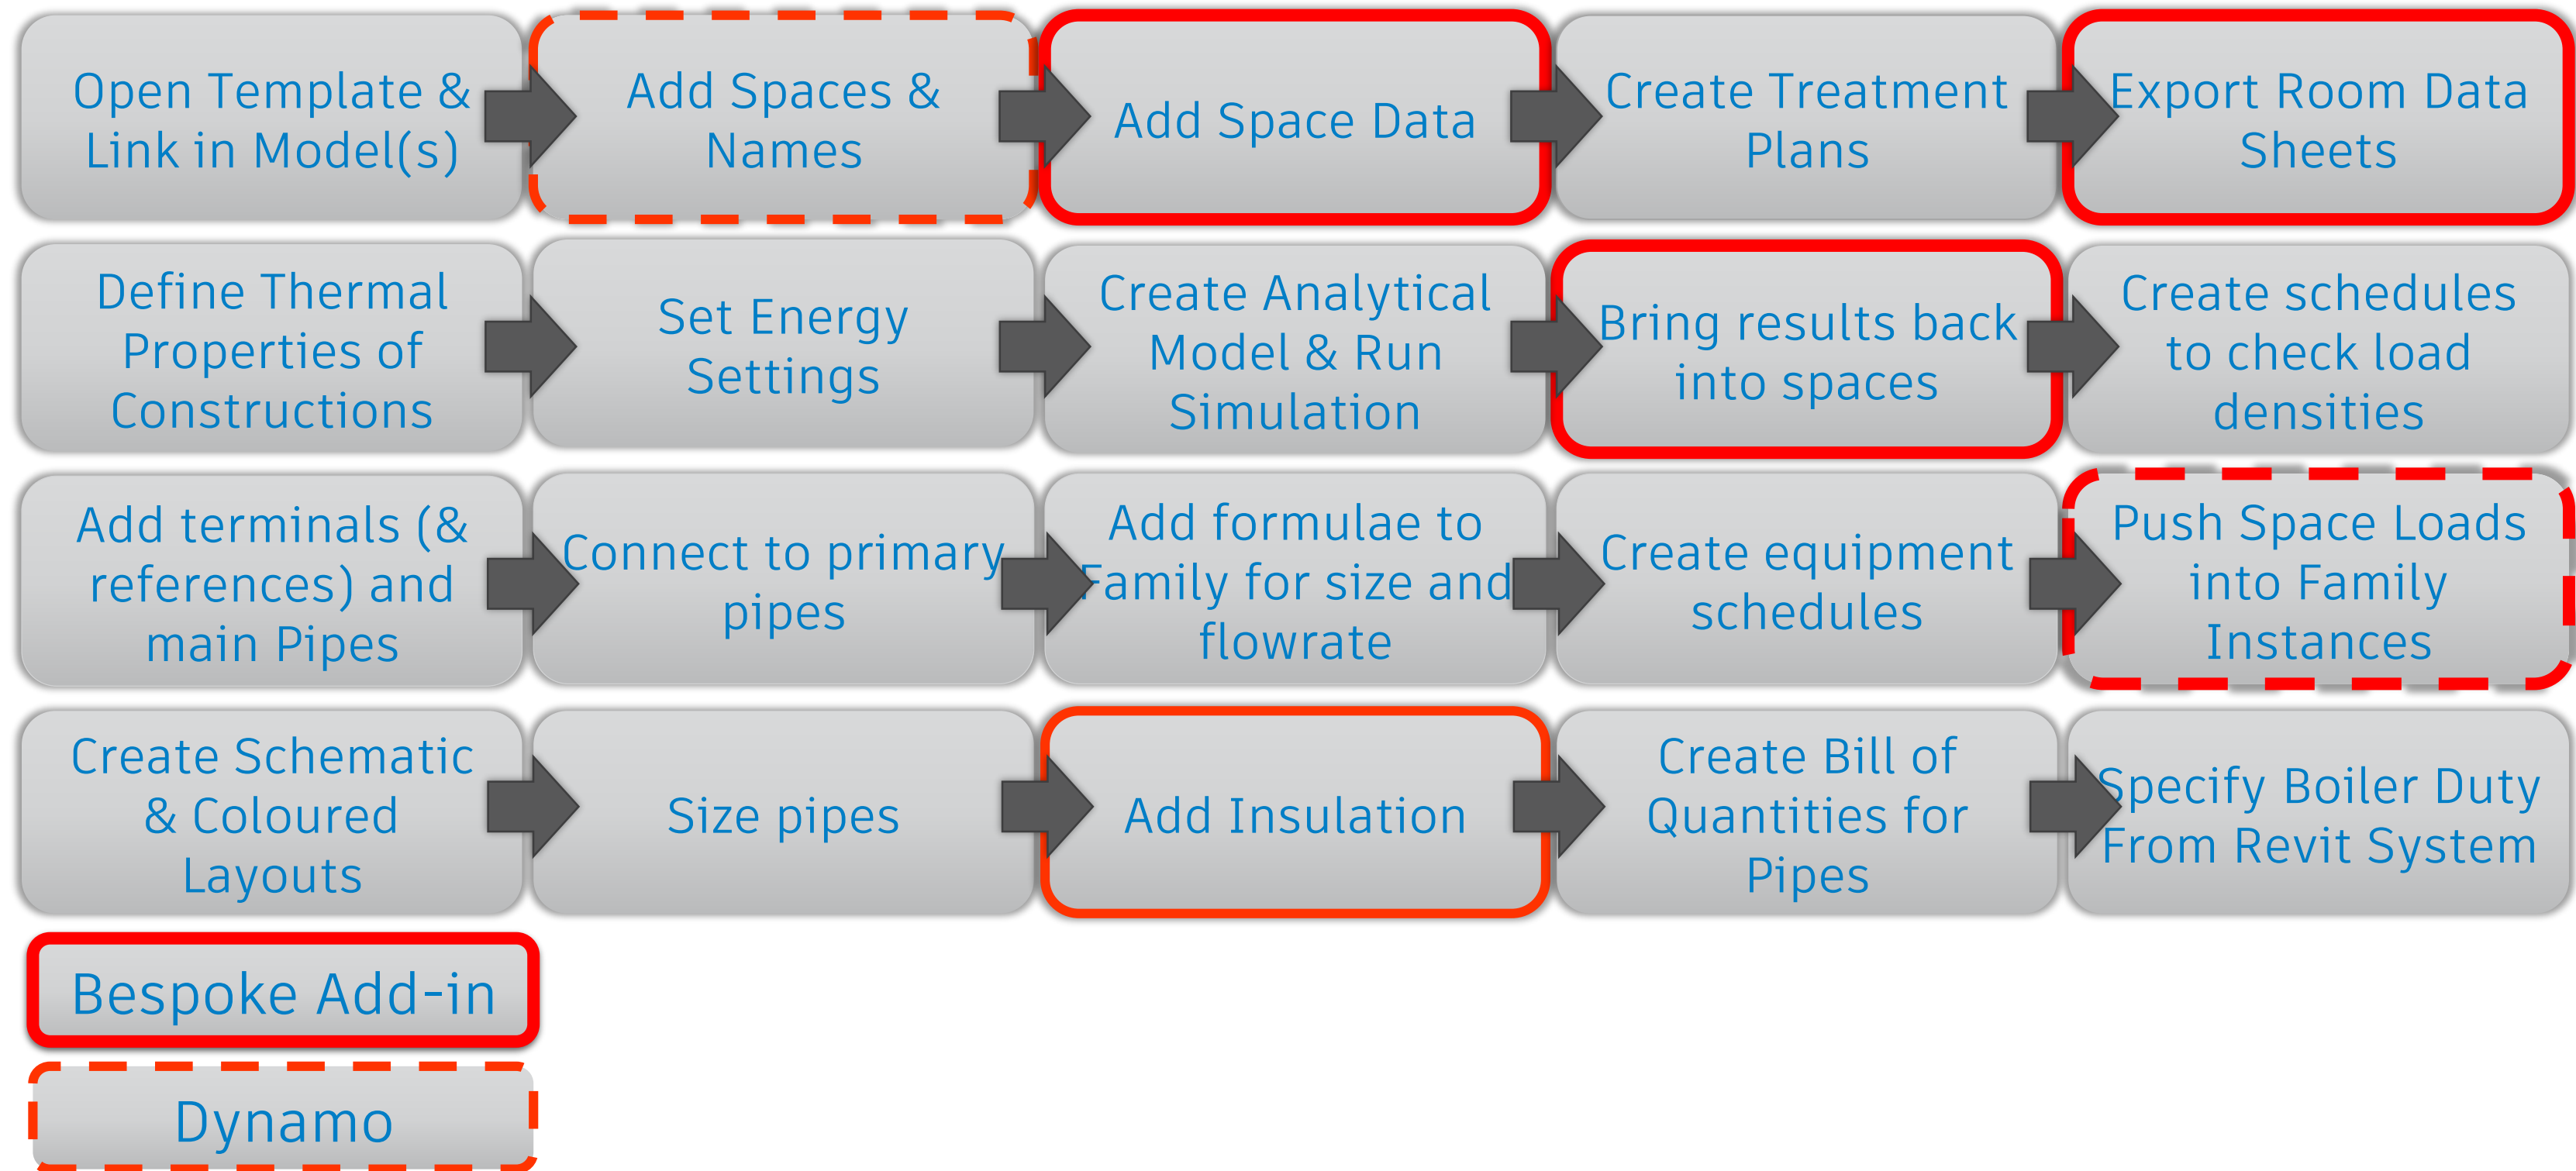 Open Template &
Link in Model(s)
Add Spaces &
Names
Add Space Data
Create Treatment
Plans
Export Room Data
Sheets
Define Thermal
Properties of
Constructions
Set Energy
Settings
Create Analytical
Model & Run
Simulation
Bring results back
into spaces
Create schedules
to check load
densities
Add terminals (&
references) and
main Pipes
Connect to primary
pipes
Add formulae to
Family for size and
flowrate
Create equipment
schedules
Push Space Loads
into Family
Instances
Create Schematic
& Coloured
Layouts
Size pipes
Add Insulation
Create Bill of
Quantities for
Pipes
Specify Boiler Duty
From Revit System
Bespoke Add-in
Dynamo